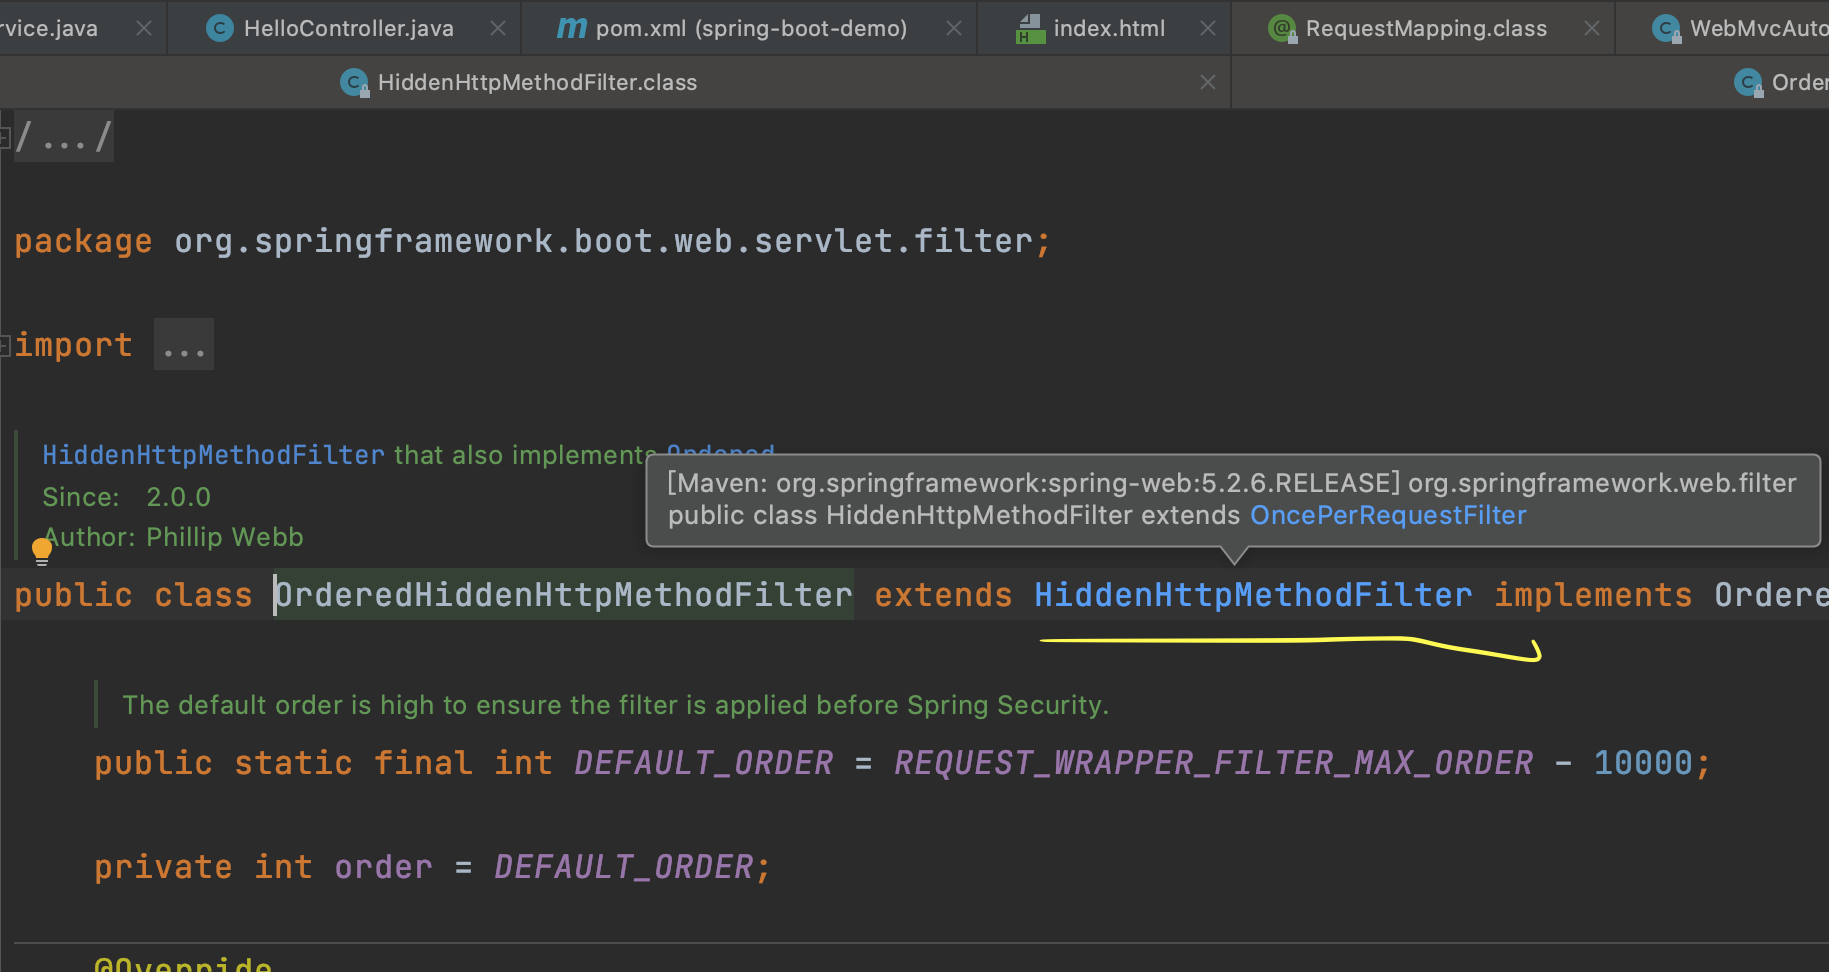 rvice.java HelloController.java pom.xml (spring-boot-demo) index.html RequestMapping.class WebMvcAuto
HiddenHttpMethodFilter.class Order
/.../
package org.springframework.boot.web.servlet.filter;
import ...
HiddenHttpMethodFilter that also implements Ordered
[Maven: org.springframework:spring-web:5.2.6.RELEASE] org.springframework.web.filter
public class HiddenHttpMethodFilter extends OncePerRequestFilter
Since: 2.0.0
Author: Phillip Webb
public class OrderedHiddenHttpMethodFilter extends HiddenHttpMethodFilter implements Ordere
The default order is high to ensure the filter is applied before Spring Security.
public static final int DEFAULT_ORDER = REQUEST_WRAPPER_FILTER_MAX_ORDER - 10000;
private int order = DEFAULT_ORDER;
@Override